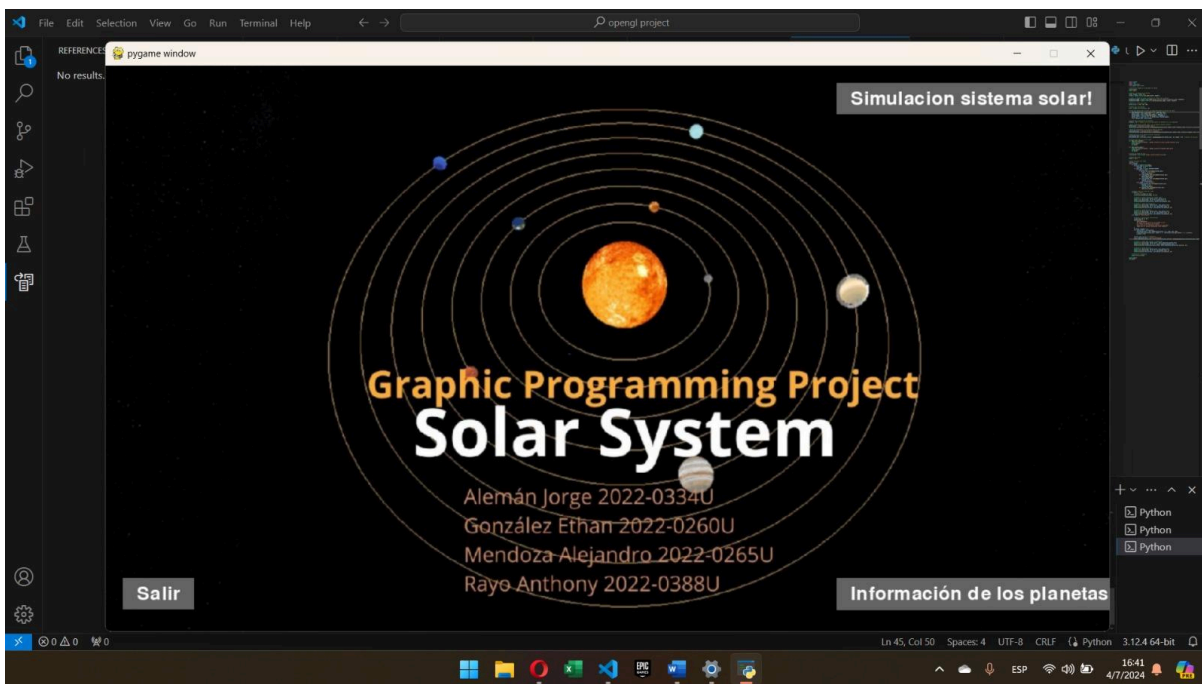 File Edit Selection View Go Run Terminal Help
opengl project
REFERENCES
No results.
pygame window
Simulacion sistema solar!
Graphic Programming Project
Solar System
Alemán Jorge 2022-0334U
González Ethan 2022-0260U
Mendoza Alejandro 2022-0265U
Rayo Anthony 2022-0388U
Salir
Información de los planetas
Python
Python
Python
0 0 0
Ln 45, Col 50 Spaces: 4 UTF-8 CRLF Python 3.12.4 64-bit
ESP
16:41
4/7/2024